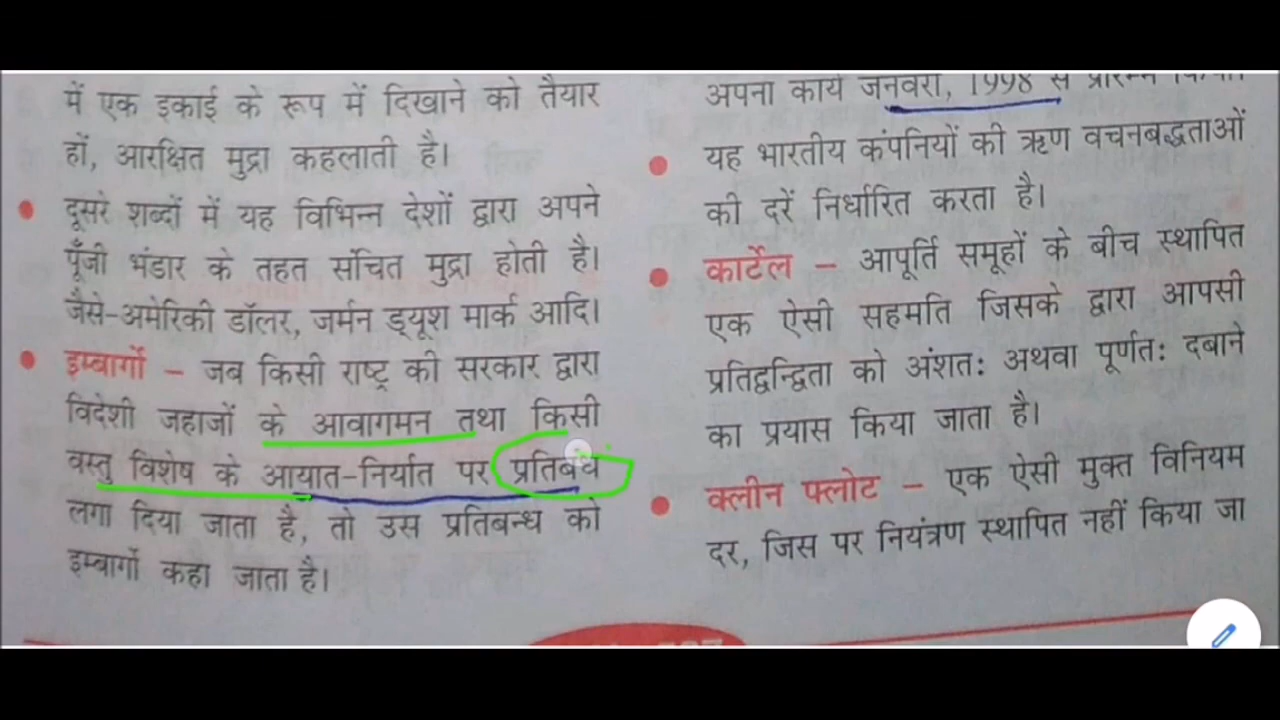 में एक इकाई के रूप में दिखाने को तैयार
हों, आरक्षित मुद्रा कहलाती है।
दूसरे शब्दों में यह विभिन्न देशों द्वारा अपने
पूँजी भंडार के तहत संचित मुद्रा होती है।
जैसे-अमेरिकी डॉलर, जर्मन ड्यूश मार्क आदि।
इम्बार्गो – जब किसी राष्ट्र की सरकार द्वारा
विदेशी जहाजों के आवागमन तथा किसी
वस्तु विशेष के आयात-निर्यात पर प्रतिबंध
लगा दिया जाता है, तो उस प्रतिबन्ध को
इम्बार्गो कहा जाता है।
अपना कार्य जनवरी, 1998 से प्रारम्भ किया।
यह भारतीय कंपनियों की ऋण वचनबद्धताओं
की दरें निर्धारित करता है।
कार्टेल – आपूर्ति समूहों के बीच स्थापित
एक ऐसी सहमति जिसके द्वारा आपसी
प्रतिद्वन्द्विता को अंशतः अथवा पूर्णतः दबाने
का प्रयास किया जाता है।
क्लीन फ्लोट – एक ऐसी मुक्त विनियम
दर, जिस पर नियंत्रण स्थापित नहीं किया जा